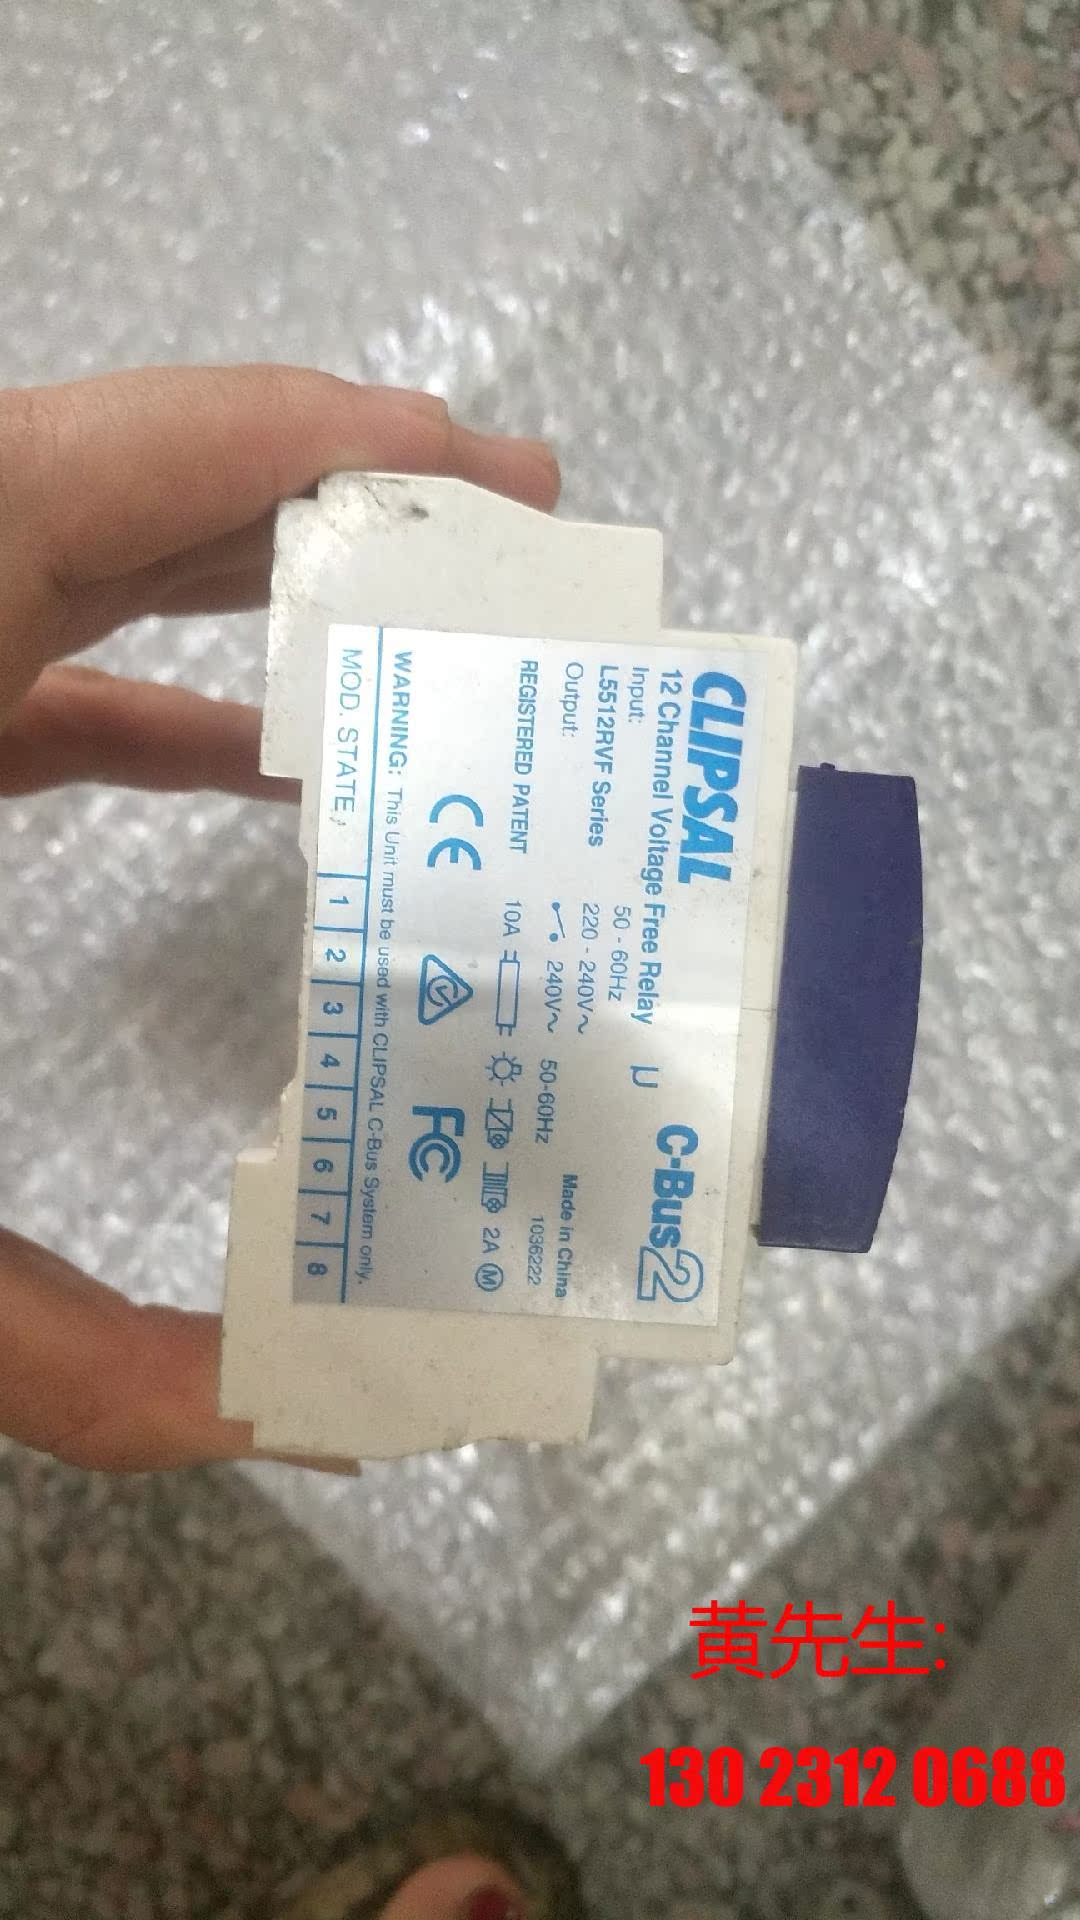 CLIPSAL
C-Bus2
12 Channel Voltage Free Relay μ
Input: 50 - 60Hz
L5512RVF Series 220 - 240V~
Output: 240V~ 50-60Hz Made in China
REGISTERED PATENT 10A 2A M 1036222
CE FC
WARNING: This Unit must be used with CLIPSAL C-Bus System only.
MOD. STATE 1 2 3 4 5 6 7 8
黄先生:
130 2312 0688